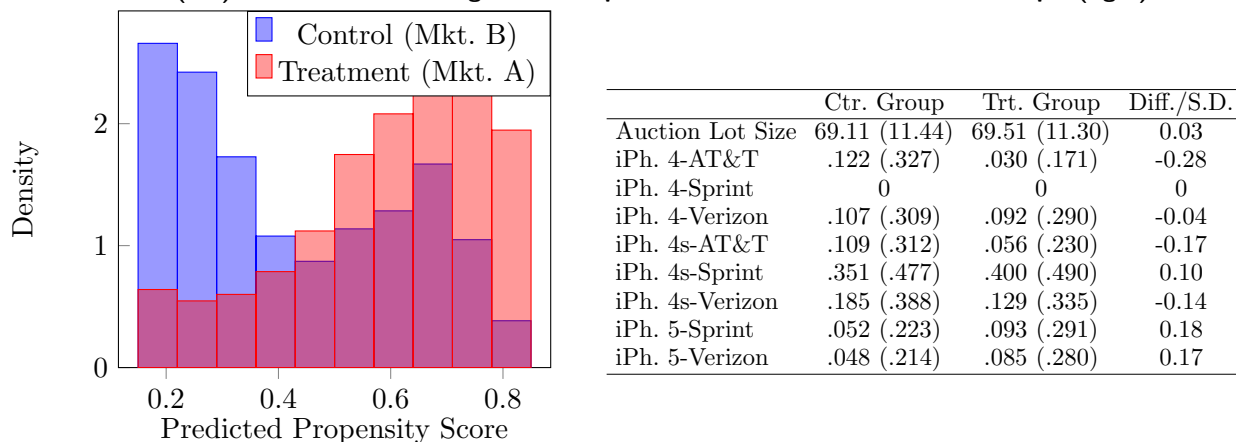 Control (Mkt. B)
Treatment (Mkt. A)
Density
2
1
0
0.2 0.4 0.6 0.8
Predicted Propensity Score
Ctr. Group Trt. Group Diff./S.D.
Auction Lot Size 69.11 (11.44) 69.51 (11.30) 0.03
iPh. 4-AT&T .122 (.327) .030 (.171) -0.28
iPh. 4-Sprint 0 0 0
iPh. 4-Verizon .107 (.309) .092 (.290) -0.04
iPh. 4s-AT&T .109 (.312) .056 (.230) -0.17
iPh. 4s-Sprint .351 (.477) .400 (.490) 0.10
iPh. 4s-Verizon .185 (.388) .129 (.335) -0.14
iPh. 5-Sprint .052 (.223) .093 (.291) 0.18
iPh. 5-Verizon .048 (.214) .085 (.280) 0.17